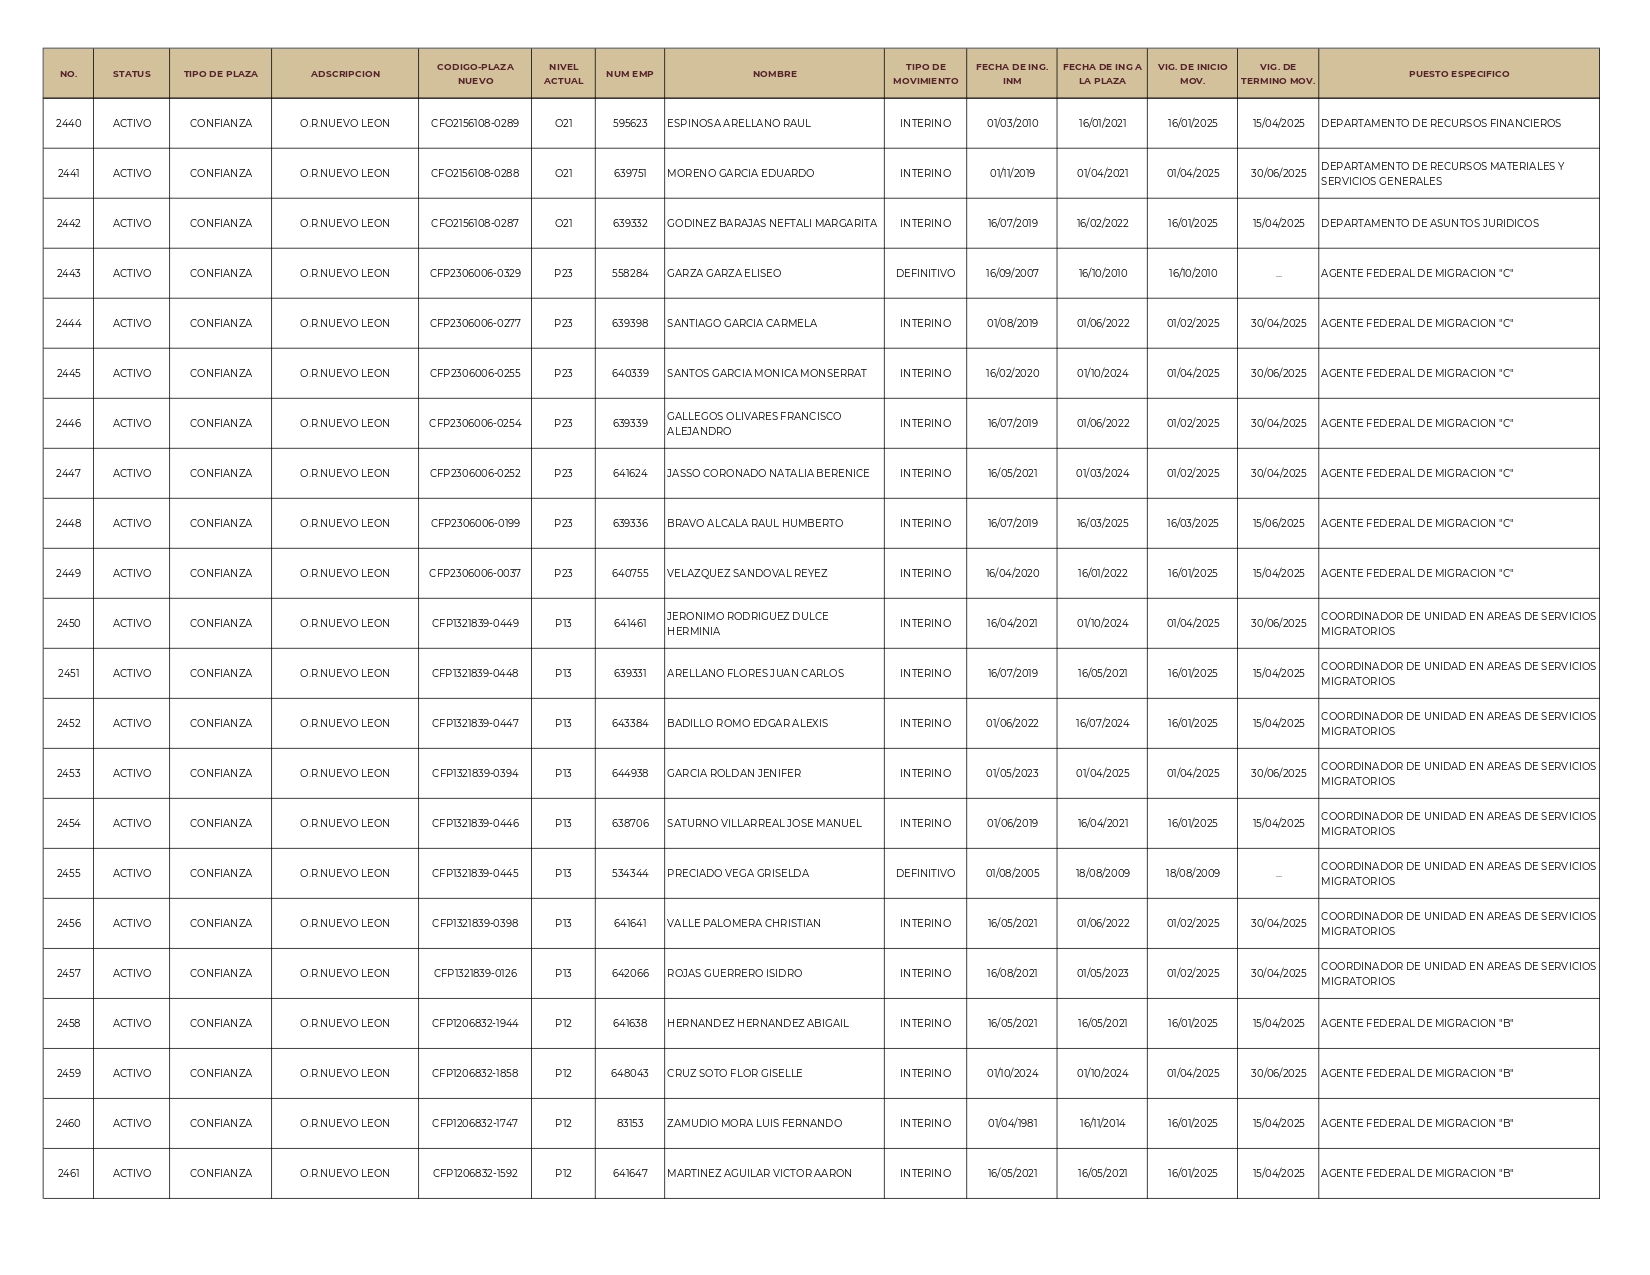 NO. STATUS TIPO DE PLAZA ADSCRIPCION CODIGO-PLAZA NUEVO NIVEL ACTUAL NUM EMP NOMBRE TIPO DE MOVIMIENTO FECHA DE ING. INM FECHA DE ING A LA PLAZA VIG. DE INICIO MOV. VIG. DE TERMINO MOV. PUESTO ESPECIFICO
2440 ACTIVO CONFIANZA O.R.NUEVO LEON CFO2156108-0289 O21 595623 ESPINOSA ARELLANO RAUL INTERINO 01/03/2010 16/01/2021 16/01/2025 15/04/2025 DEPARTAMENTO DE RECURSOS FINANCIEROS
2441 ACTIVO CONFIANZA O.R.NUEVO LEON CFO2156108-0288 O21 639751 MORENO GARCIA EDUARDO INTERINO 01/11/2019 01/04/2021 01/04/2025 30/06/2025 DEPARTAMENTO DE RECURSOS MATERIALES Y SERVICIOS GENERALES
2442 ACTIVO CONFIANZA O.R.NUEVO LEON CFO2156108-0287 O21 639332 GODINEZ BARAJAS NEFTALI MARGARITA INTERINO 16/07/2019 16/02/2022 16/01/2025 15/04/2025 DEPARTAMENTO DE ASUNTOS JURIDICOS
2443 ACTIVO CONFIANZA O.R.NUEVO LEON CFP2306006-0329 P23 558284 GARZA GARZA ELISEO DEFINITIVO 16/09/2007 16/10/2010 16/10/2010 ... AGENTE FEDERAL DE MIGRACION "C"
2444 ACTIVO CONFIANZA O.R.NUEVO LEON CFP2306006-0277 P23 639398 SANTIAGO GARCIA CARMELA INTERINO 01/08/2019 01/06/2022 01/02/2025 30/04/2025 AGENTE FEDERAL DE MIGRACION "C"
2445 ACTIVO CONFIANZA O.R.NUEVO LEON CFP2306006-0255 P23 640339 SANTOS GARCIA MONICA MONSERRAT INTERINO 16/02/2020 01/10/2024 01/04/2025 30/06/2025 AGENTE FEDERAL DE MIGRACION "C"
2446 ACTIVO CONFIANZA O.R.NUEVO LEON CFP2306006-0254 P23 639339 GALLEGOS OLIVARES FRANCISCO ALEJANDRO INTERINO 16/07/2019 01/06/2022 01/02/2025 30/04/2025 AGENTE FEDERAL DE MIGRACION "C"
2447 ACTIVO CONFIANZA O.R.NUEVO LEON CFP2306006-0252 P23 641624 JASSO CORONADO NATALIA BERENICE INTERINO 16/05/2021 01/03/2024 01/02/2025 30/04/2025 AGENTE FEDERAL DE MIGRACION "C"
2448 ACTIVO CONFIANZA O.R.NUEVO LEON CFP2306006-0199 P23 639336 BRAVO ALCALA RAUL HUMBERTO INTERINO 16/07/2019 16/03/2025 16/03/2025 15/06/2025 AGENTE FEDERAL DE MIGRACION "C"
2449 ACTIVO CONFIANZA O.R.NUEVO LEON CFP2306006-0037 P23 640755 VELAZQUEZ SANDOVAL REYEZ INTERINO 16/04/2020 16/01/2022 16/01/2025 15/04/2025 AGENTE FEDERAL DE MIGRACION "C"
2450 ACTIVO CONFIANZA O.R.NUEVO LEON CFP1321839-0449 P13 641461 JERONIMO RODRIGUEZ DULCE HERMINIA INTERINO 16/04/2021 01/10/2024 01/04/2025 30/06/2025 COORDINADOR DE UNIDAD EN AREAS DE SERVICIOS MIGRATORIOS
2451 ACTIVO CONFIANZA O.R.NUEVO LEON CFP1321839-0448 P13 639331 ARELLANO FLORES JUAN CARLOS INTERINO 16/07/2019 16/05/2021 16/01/2025 15/04/2025 COORDINADOR DE UNIDAD EN AREAS DE SERVICIOS MIGRATORIOS
2452 ACTIVO CONFIANZA O.R.NUEVO LEON CFP1321839-0447 P13 643384 BADILLO ROMO EDGAR ALEXIS INTERINO 01/06/2022 16/07/2024 16/01/2025 15/04/2025 COORDINADOR DE UNIDAD EN AREAS DE SERVICIOS MIGRATORIOS
2453 ACTIVO CONFIANZA O.R.NUEVO LEON CFP1321839-0394 P13 644938 GARCIA ROLDAN JENIFER INTERINO 01/05/2023 01/04/2025 01/04/2025 30/06/2025 COORDINADOR DE UNIDAD EN AREAS DE SERVICIOS MIGRATORIOS
2454 ACTIVO CONFIANZA O.R.NUEVO LEON CFP1321839-0446 P13 638706 SATURNO VILLARREAL JOSE MANUEL INTERINO 01/06/2019 16/04/2021 16/01/2025 15/04/2025 COORDINADOR DE UNIDAD EN AREAS DE SERVICIOS MIGRATORIOS
2455 ACTIVO CONFIANZA O.R.NUEVO LEON CFP1321839-0445 P13 534344 PRECIADO VEGA GRISELDA DEFINITIVO 01/08/2005 18/08/2009 18/08/2009 ... COORDINADOR DE UNIDAD EN AREAS DE SERVICIOS MIGRATORIOS
2456 ACTIVO CONFIANZA O.R.NUEVO LEON CFP1321839-0398 P13 641641 VALLE PALOMERA CHRISTIAN INTERINO 16/05/2021 01/06/2022 01/02/2025 30/04/2025 COORDINADOR DE UNIDAD EN AREAS DE SERVICIOS MIGRATORIOS
2457 ACTIVO CONFIANZA O.R.NUEVO LEON CFP1321839-0126 P13 642066 ROJAS GUERRERO ISIDRO INTERINO 16/08/2021 01/05/2023 01/02/2025 30/04/2025 COORDINADOR DE UNIDAD EN AREAS DE SERVICIOS MIGRATORIOS
2458 ACTIVO CONFIANZA O.R.NUEVO LEON CFP1206832-1944 P12 641638 HERNANDEZ HERNANDEZ ABIGAIL INTERINO 16/05/2021 16/05/2021 16/01/2025 15/04/2025 AGENTE FEDERAL DE MIGRACION "B"
2459 ACTIVO CONFIANZA O.R.NUEVO LEON CFP1206832-1858 P12 648043 CRUZ SOTO FLOR GISELLE INTERINO 01/10/2024 01/10/2024 01/04/2025 30/06/2025 AGENTE FEDERAL DE MIGRACION "B"
2460 ACTIVO CONFIANZA O.R.NUEVO LEON CFP1206832-1747 P12 83153 ZAMUDIO MORA LUIS FERNANDO INTERINO 01/04/1981 16/11/2014 16/01/2025 15/04/2025 AGENTE FEDERAL DE MIGRACION "B"
2461 ACTIVO CONFIANZA O.R.NUEVO LEON CFP1206832-1592 P12 641647 MARTINEZ AGUILAR VICTOR AARON INTERINO 16/05/2021 16/05/2021 16/01/2025 15/04/2025 AGENTE FEDERAL DE MIGRACION "B"